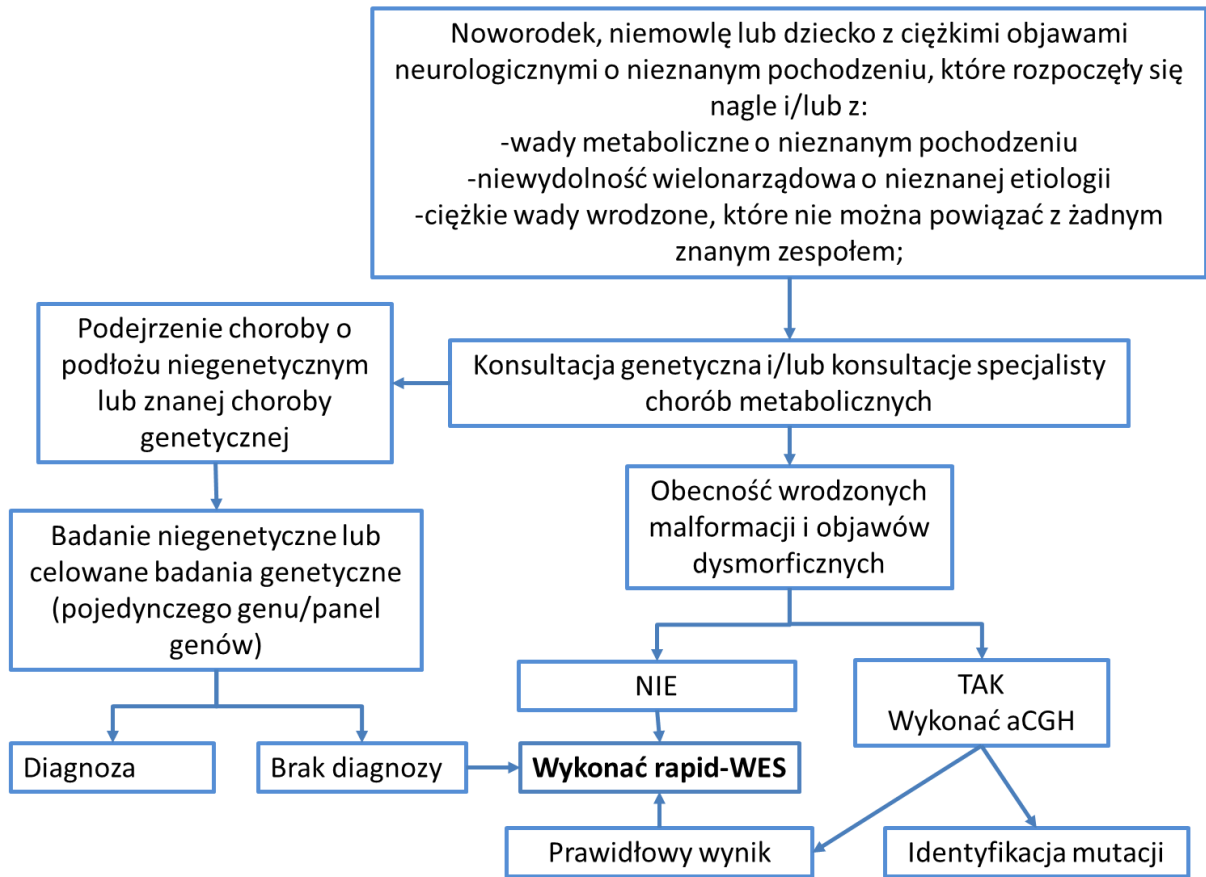 Noworodek, niemowlę lub dziecko z ciężkimi objawami
neurologicznymi o nieznanym pochodzeniu, które rozpoczęły się
nagle i/lub z:
-wady metaboliczne o nieznanym pochodzeniu
-niewydolność wielonarządowa o nieznanej etiologii
-ciężkie wady wrodzone, które nie można powiązać z żadnym
znanym zespołem;
Podejrzenie choroby o
podłożu niegenetycznym
lub znanej choroby
genetycznej
Konsultacja genetyczna i/lub konsultacje specjalisty
chorób metabolicznych
Obecność wrodzonych
malformacji i objawów
dysmorficznych
Badanie niegenetyczne lub
celowane badania genetyczne
(pojedynczego genu/panel
genów)
NIE
TAK
Wykonać aCGH
Diagnoza
Brak diagnozy
Wykonać rapid-WES
Prawidłowy wynik
Identyfikacja mutacji